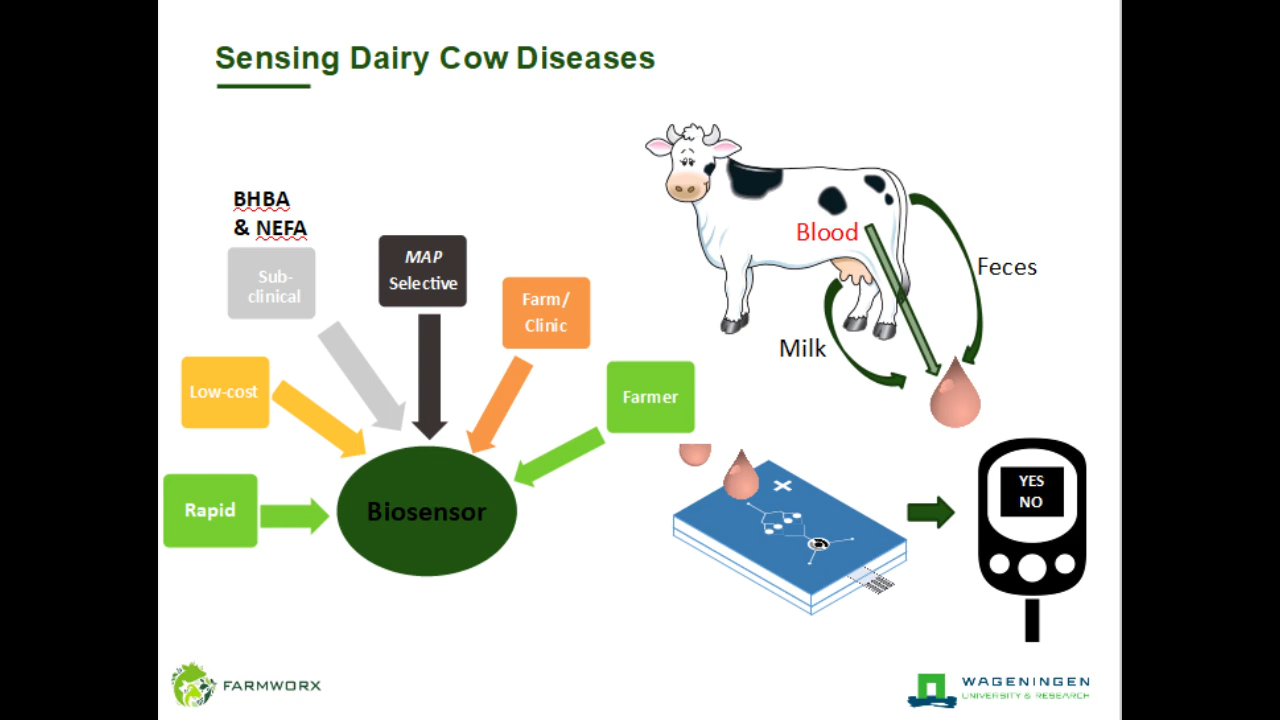 Sensing Dairy Cow Diseases
BHBA
& NEFA
Sub-
clinical
MAP
Selective
Farm/
Clinic
Low-cost
Farmer
Rapid
Biosensor
Blood
Feces
Milk
YES
NO
FARMWORX
WAGENINGEN
UNIVERSITY & RESEARCH